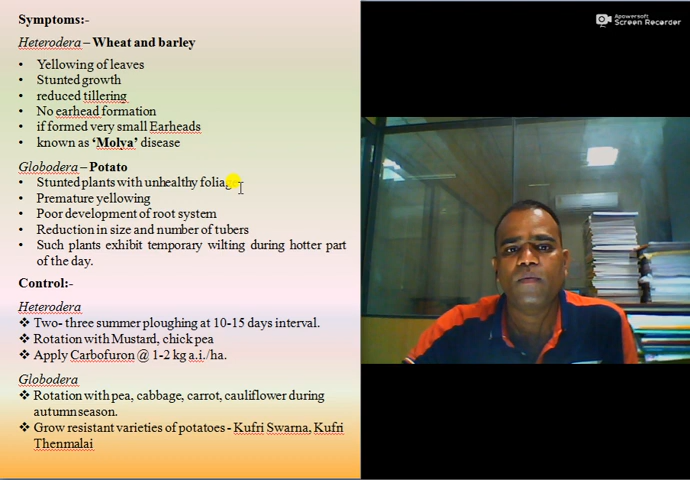 Symptoms:-
Heterodera – Wheat and barley
• Yellowing of leaves
• Stunted growth
• reduced tillering
• No earhead formation
• if formed very small Earheads
• known as ‘Molya’ disease
Globodera – Potato
• Stunted plants with unhealthy foliage
• Premature yellowing
• Poor development of root system
• Reduction in size and number of tubers
• Such plants exhibit temporary wilting during hotter part
of the day.
Control:-
Heterodera
❖ Two- three summer ploughing at 10-15 days interval.
❖ Rotation with Mustard, chick pea
❖ Apply Carbofuron @ 1-2 kg a.i./ha.
Globodera
❖ Rotation with pea, cabbage, carrot, cauliflower during
autumn season.
❖ Grow resistant varieties of potatoes - Kufri Swarna, Kufri
Thenmalai
Apowersoft
Screen Recorder